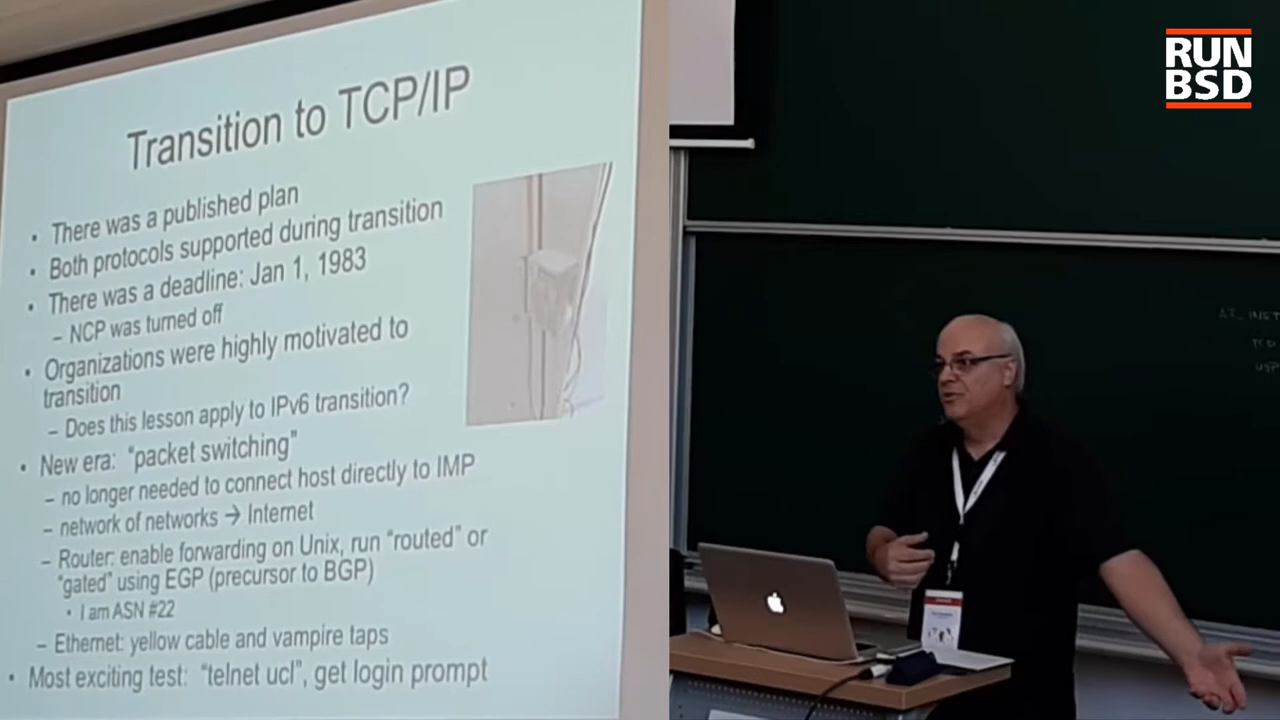 Transition to TCP/IP
• There was a published plan
• Both protocols supported during transition
• There was a deadline: Jan 1, 1983
– NCP was turned off
• Organizations were highly motivated to
transition
– Does this lesson apply to IPv6 transition?
• New era: “packet switching”
– no longer needed to connect host directly to IMP
– network of networks → Internet
– Router: enable forwarding on Unix, run “routed” or
“gated” using EGP (precursor to BGP)
• I am ASN #22
– Ethernet: yellow cable and vampire taps
• Most exciting test: “telnet ucl”, get login prompt
RUN
BSD